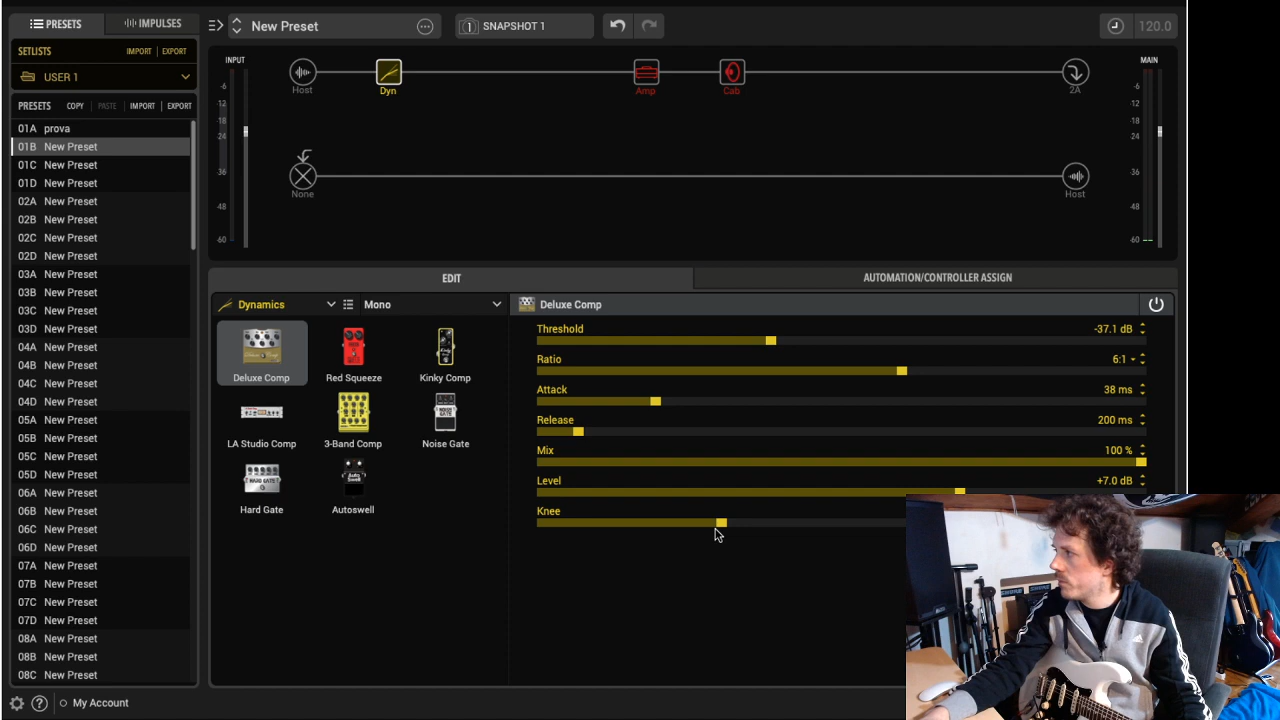 PRESETS
IMPULSES
New Preset
SNAPSHOT 1
120.0
SETLISTS
IMPORT
EXPORT
USER 1
PRESETS
COPY
PASTE
IMPORT
EXPORT
01A prova
01B New Preset
01C New Preset
01D New Preset
02A New Preset
02B New Preset
02C New Preset
02D New Preset
03A New Preset
03B New Preset
03C New Preset
03D New Preset
04A New Preset
04B New Preset
04C New Preset
04D New Preset
05A New Preset
05B New Preset
05C New Preset
05D New Preset
06A New Preset
06B New Preset
06C New Preset
06D New Preset
07A New Preset
07B New Preset
07C New Preset
07D New Preset
08A New Preset
08B New Preset
08C New Preset
My Account
INPUT
-6
-12
-18
-24
-36
-48
-60
Host
Dyn
Amp
Cab
2A
None
Host
MAIN
-6
-12
-18
-24
-36
-48
-60
EDIT
AUTOMATION/CONTROLLER ASSIGN
Dynamics
Mono
Deluxe Comp
Red Squeeze
Kinky Comp
LA Studio Comp
3-Band Comp
Noise Gate
Hard Gate
Autoswell
Deluxe Comp
Threshold -37.1 dB
Ratio 6:1
Attack 38 ms
Release 200 ms
Mix 100 %
Level +7.0 dB
Knee